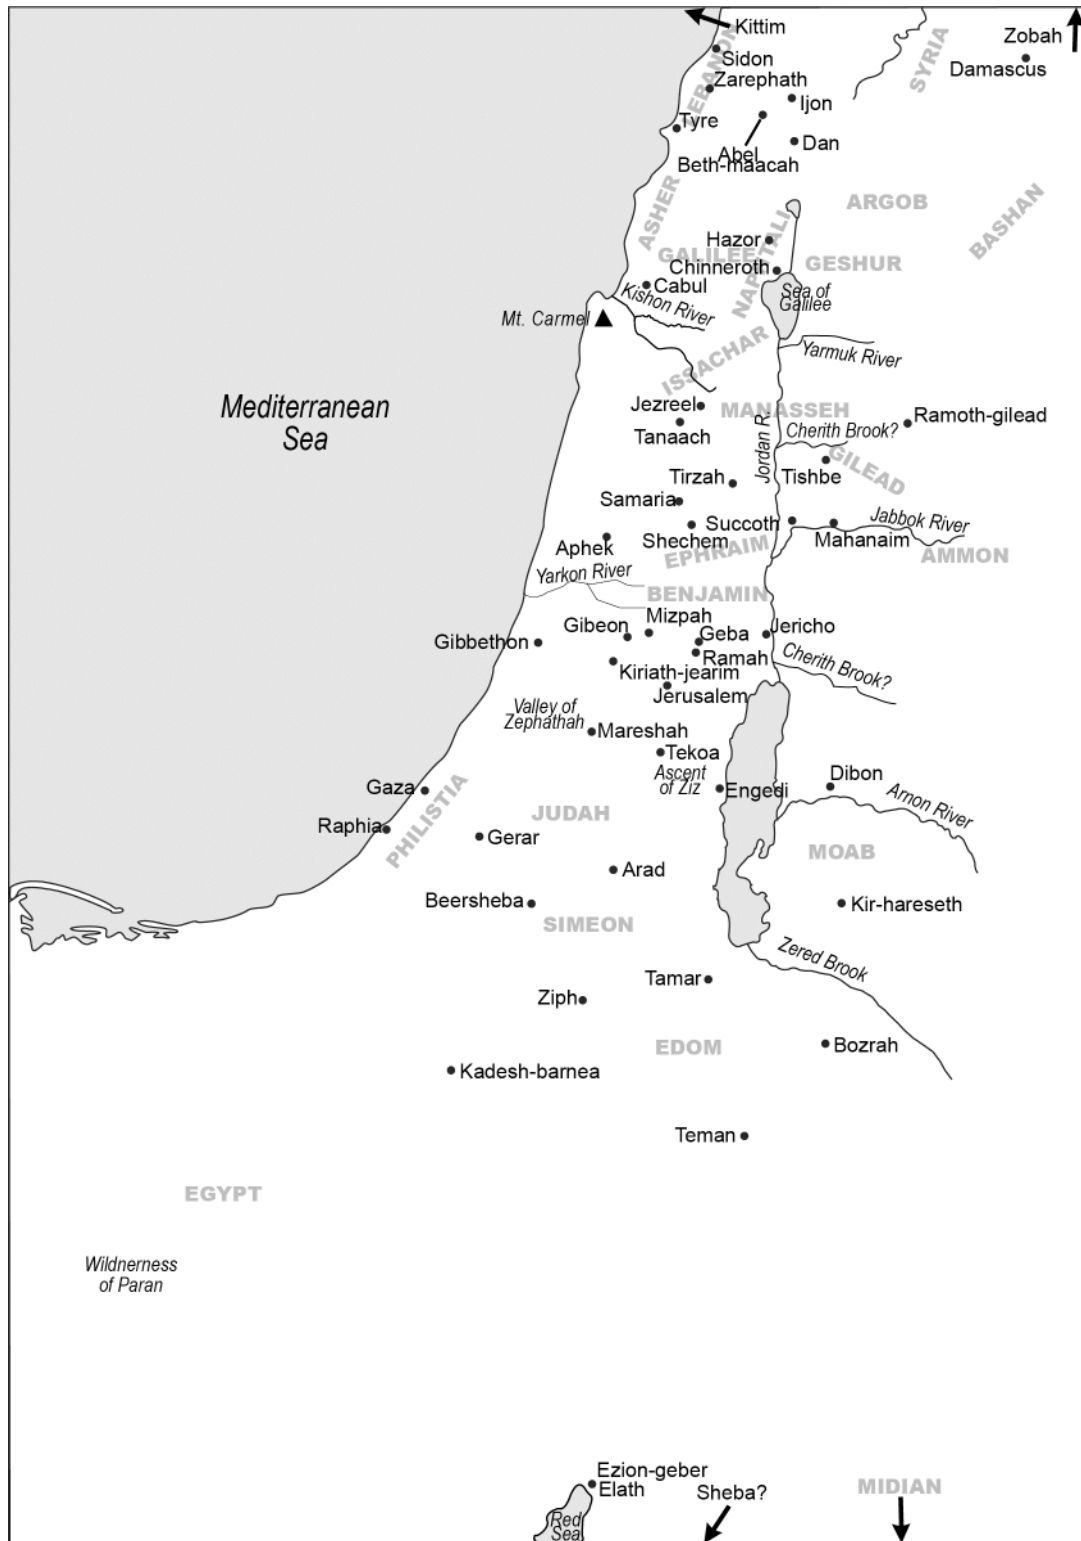 Kittim
Zobah
LEBANON
Sidon
SYRIA
Damascus
Zarephath
Ijon
Tyre
Dan
Abel
Beth-maacah
ASHER
ARGOB
BASHAN
Hazor
GALILEE
NAPHTALI
GESHUR
Chinneroth
Cabul
Sea of
Galilee
Kishon River
Mt. Carmel
ISSACHAR
Yarmuk River
Mediterranean
Sea
Jezreel
MANASSEH
Jordan R.
Ramoth-gilead
Tanaach
Cherith Brook?
GILEAD
Tirzah
Tishbe
Samaria
Succoth
Jabbok River
Shechem
Mahanaim
Aphek
EPHRAIM
AMMON
Yarkon River
BENJAMIN
Mizpah
Gibeon
Geba
Jericho
Gibbethon
Ramah
Kiriath-jearim
Cherith Brook?
Jerusalem
Valley of
Zephathah
Mareshah
Tekoa
Ascent
of Ziz
Dibon
Gaza
Engedi
Arnon River
PHILISTIA
JUDAH
Raphia
Gerar
MOAB
Arad
Beersheba
Kir-hareseth
SIMEON
Zered Brook
Tamar
Ziph
EDOM
Bozrah
Kadesh-barnea
Teman
EGYPT
Wildnerness
of Paran
Ezion-geber
Elath
Sheba?
MIDIAN
Red
Sea